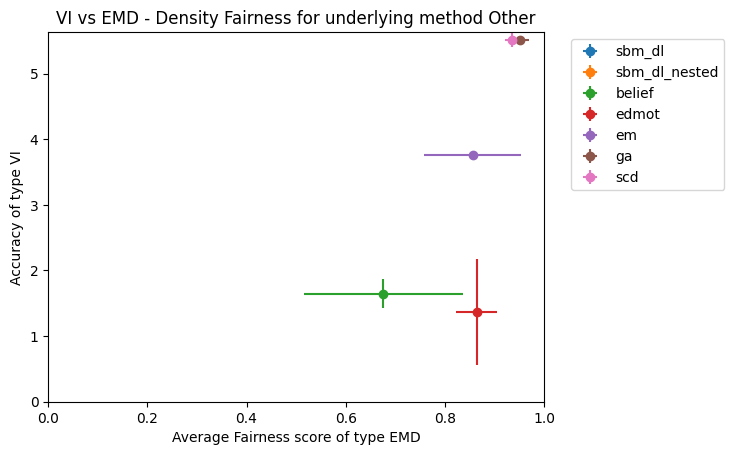 VI vs EMD - Density Fairness for underlying method Other
Accuracy of type VI
5
4
3
2
1
0
0.0 0.2 0.4 0.6 0.8 1.0
Average Fairness score of type EMD
sbm_dl
sbm_dl_nested
belief
edmot
em
ga
scd